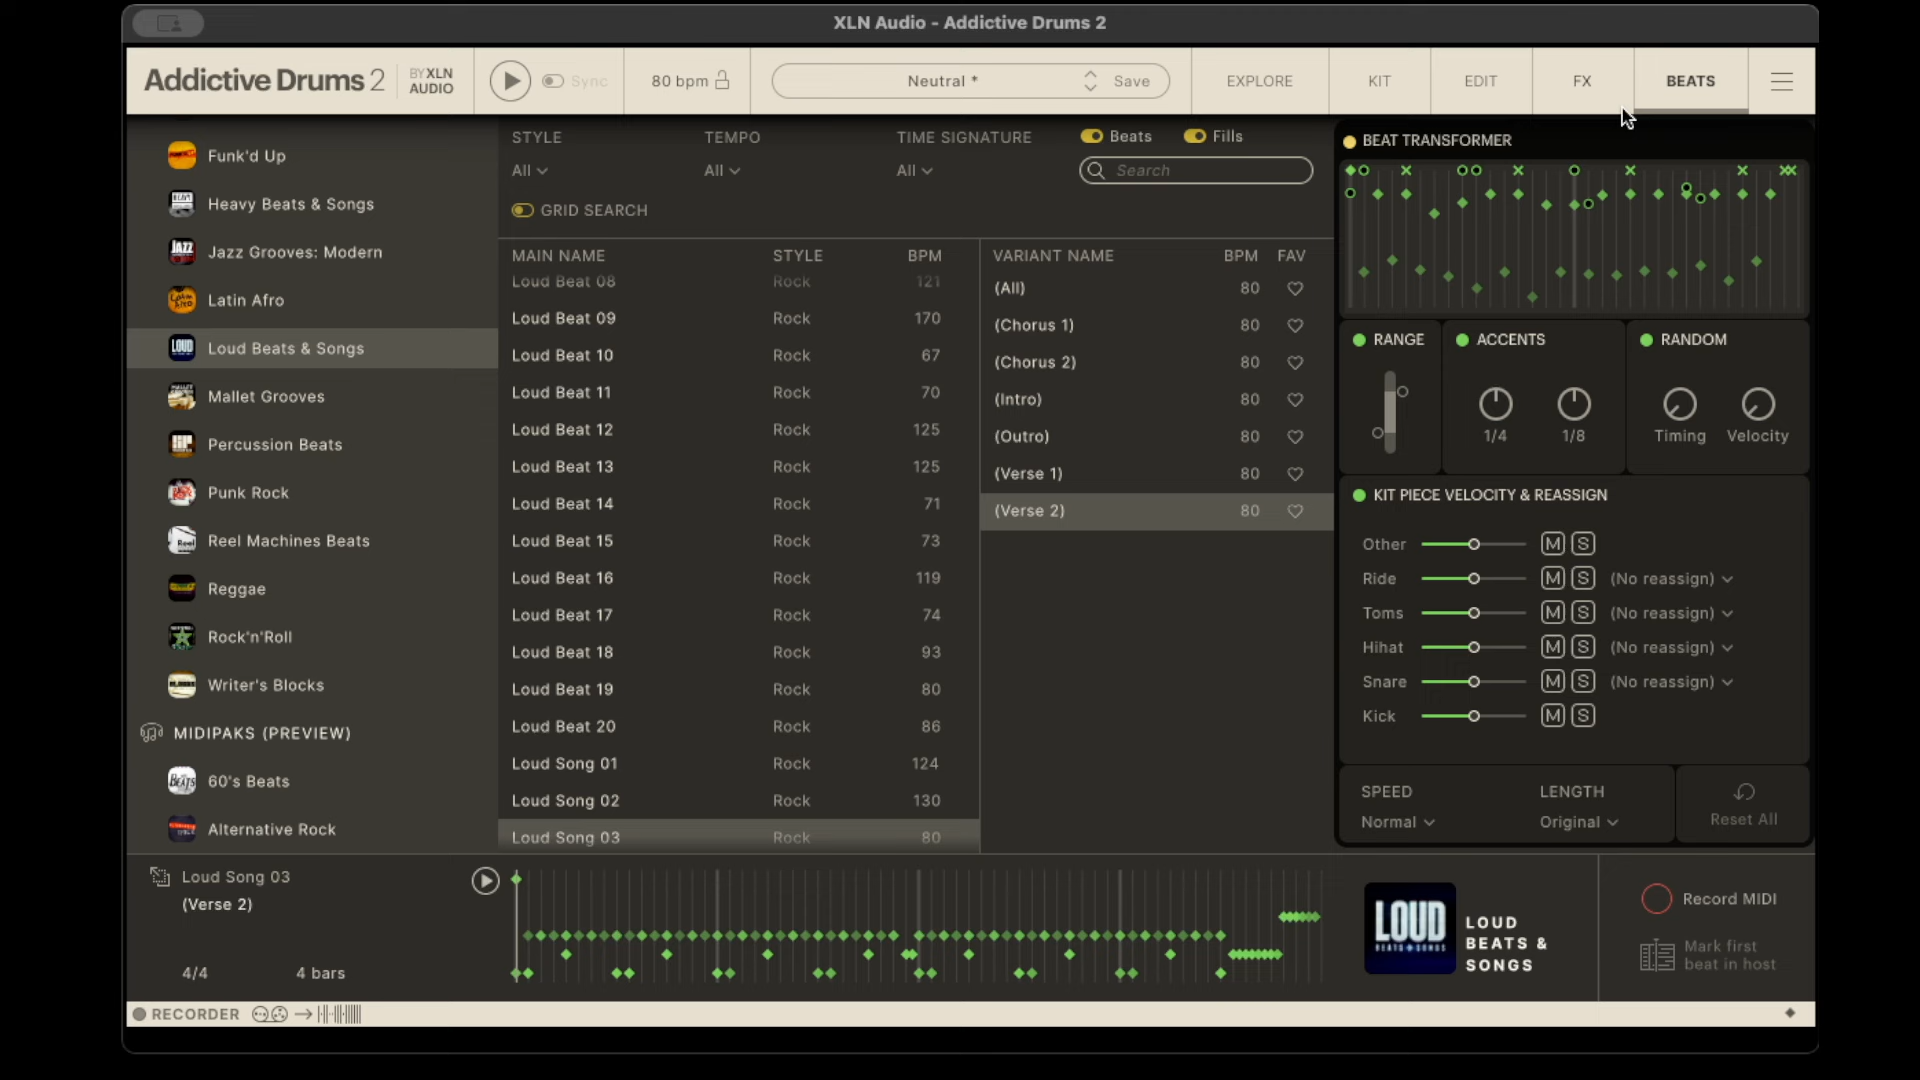 XLN Audio - Addictive Drums 2
Addictive Drums 2
BY XLN
AUDIO
Sync
80 bpm
Neutral *
Save
EXPLORE
KIT
EDIT
FX
BEATS
Funk'd Up
Heavy Beats & Songs
Jazz Grooves: Modern
Latin Afro
Loud Beats & Songs
Mallet Grooves
Percussion Beats
Punk Rock
Reel Machines Beats
Reggae
Rock'n'Roll
Writer's Blocks
MIDIPAKS (PREVIEW)
60's Beats
Alternative Rock
STYLE
TEMPO
TIME SIGNATURE
Beats
Fills
All
All
All
Search
GRID SEARCH
MAIN NAME STYLE BPM
Loud Beat 08 Rock 121
Loud Beat 09 Rock 170
Loud Beat 10 Rock 67
Loud Beat 11 Rock 70
Loud Beat 12 Rock 125
Loud Beat 13 Rock 125
Loud Beat 14 Rock 71
Loud Beat 15 Rock 73
Loud Beat 16 Rock 119
Loud Beat 17 Rock 74
Loud Beat 18 Rock 93
Loud Beat 19 Rock 80
Loud Beat 20 Rock 86
Loud Song 01 Rock 124
Loud Song 02 Rock 130
Loud Song 03 Rock 80
VARIANT NAME BPM FAV
(All) 80
(Chorus 1) 80
(Chorus 2) 80
(Intro) 80
(Outro) 80
(Verse 1) 80
(Verse 2) 80
BEAT TRANSFORMER
RANGE
ACCENTS
RANDOM
1/4
1/8
Timing
Velocity
KIT PIECE VELOCITY & REASSIGN
Other M S
Ride M S (No reassign)
Toms M S (No reassign)
Hihat M S (No reassign)
Snare M S (No reassign)
Kick M S
SPEED
LENGTH
Normal
Original
Reset All
Loud Song 03
(Verse 2)
4/4
4 bars
LOUD
BEATS + SONGS
LOUD
BEATS &
SONGS
Record MIDI
Mark first
beat in host
RECORDER